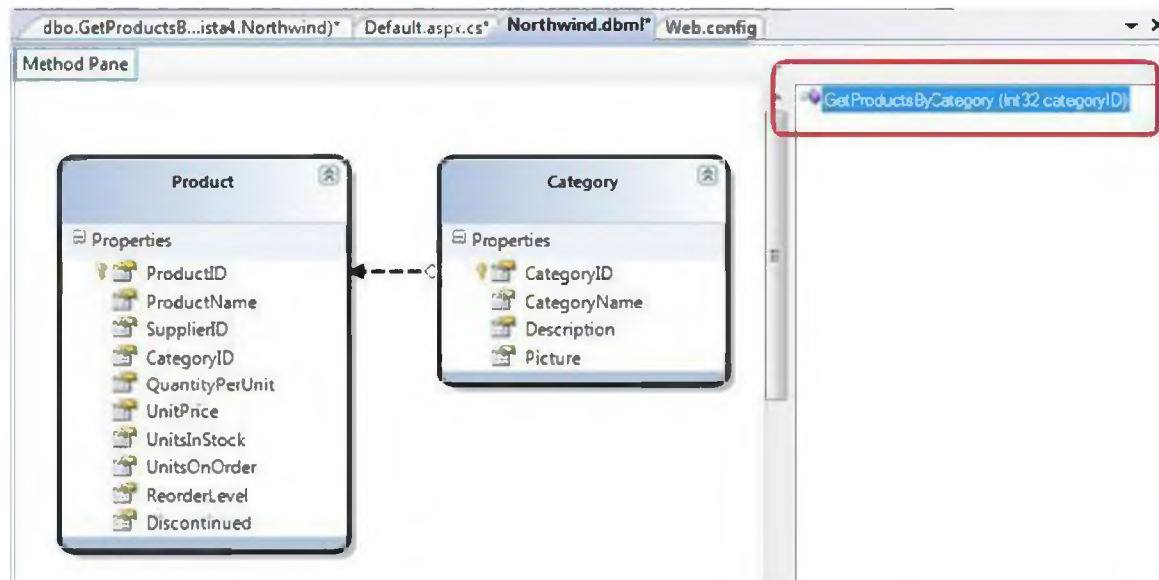 dbo.GetProductsB...ista4.Northwind)* Default.aspx.cs* Northwind.dbml* Web.config
Method Pane
GetProductsByCategory (Int32 categoryID)
Product
Properties
ProductID
ProductName
SupplierID
CategoryID
QuantityPerUnit
UnitPrice
UnitsInStock
UnitsOnOrder
ReorderLevel
Discontinued
Category
Properties
CategoryID
CategoryName
Description
Picture